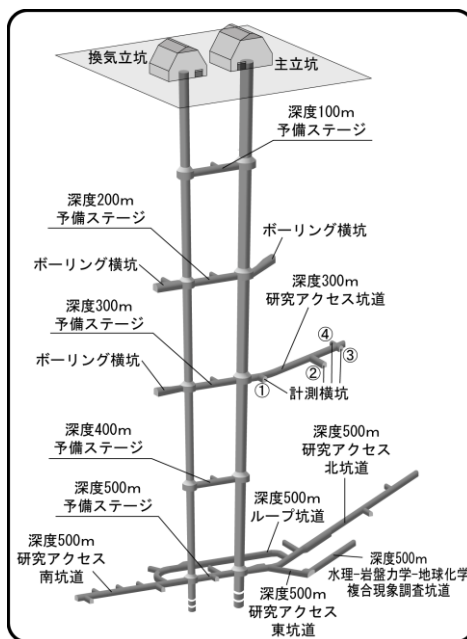 換気立坑
主立坑
深度100m
予備ステージ
深度200m
予備ステージ
ボーリング横坑
ボーリング横坑
深度300m
研究アクセス坑道
深度300m
予備ステージ
④
③
②
①
計測横坑
ボーリング横坑
深度400m
予備ステージ
深度500m
研究アクセス
北坑道
深度500m
予備ステージ
深度500m
ループ坑道
深度500m
研究アクセス
南坑道
深度500m
水理-岩盤力学-地球化学
複合現象調査坑道
深度500m
研究アクセス
東坑道